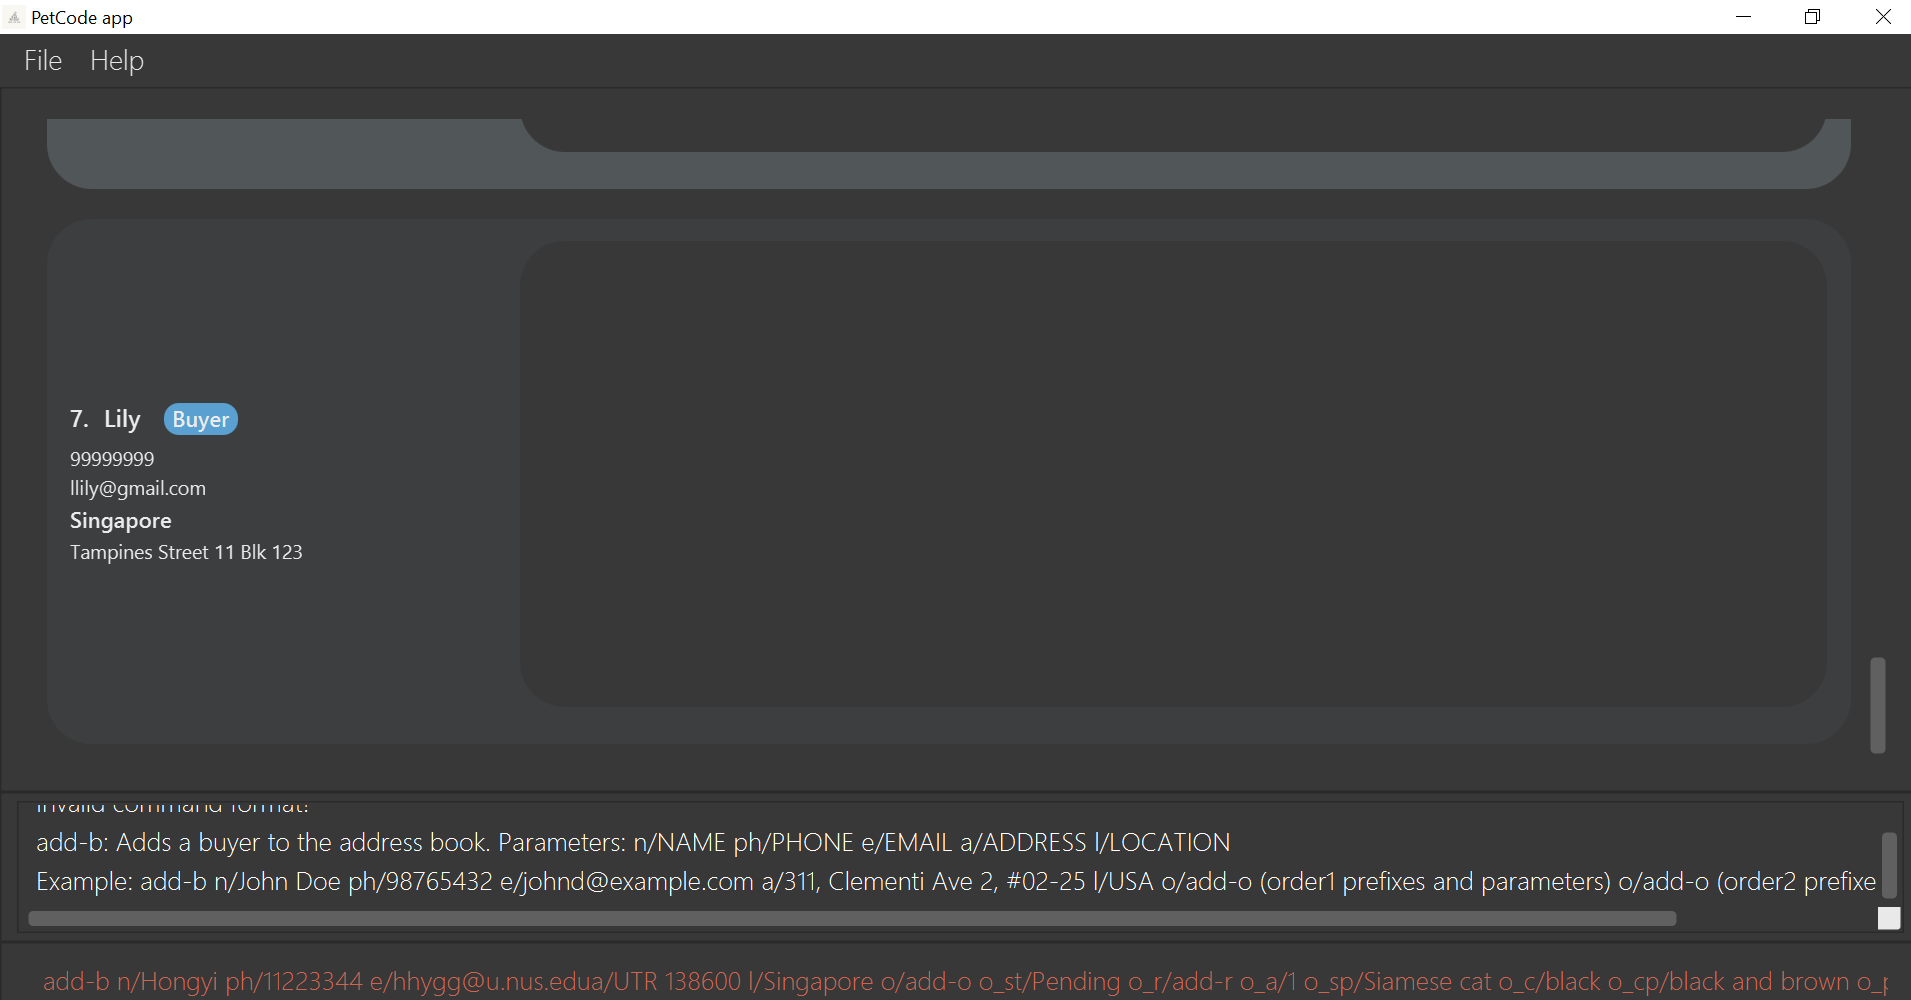 PetCode app
File Help
7. Lily Buyer
99999999
llily@gmail.com
Singapore
Tampines Street 11 Blk 123
Invalid command format!
add-b: Adds a buyer to the address book. Parameters: n/NAME ph/PHONE e/EMAIL a/ADDRESS l/LOCATION
Example: add-b n/John Doe ph/98765432 e/johnd@example.com a/311, Clementi Ave 2, #02-25 l/USA o/add-o (order1 prefixes and parameters) o/add-o (order2 prefixe
add-b n/Hongyi ph/11223344 e/hhygg@u.nus.edua/UTR 138600 l/Singapore o/add-o o_st/Pending o_r/add-r o_a/1 o_sp/Siamese cat o_c/black o_cp/black and brown o_p